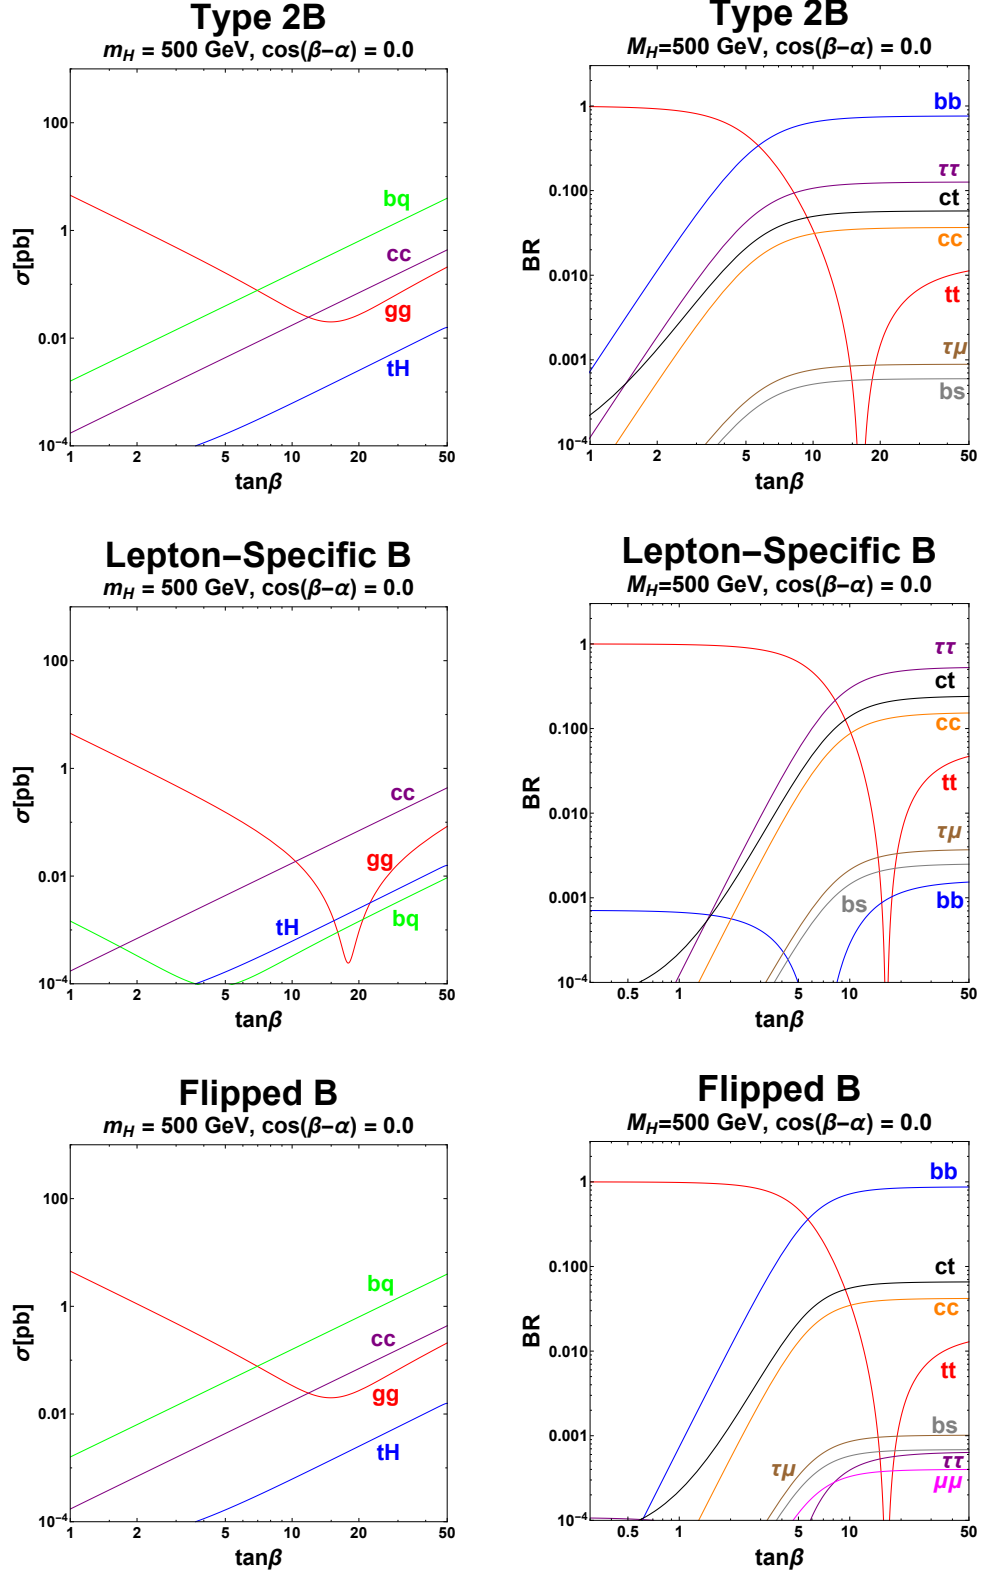 Type 2B
m_H = 500 GeV, cos(β−α) = 0.0
σ[pb]
100
1
0.01
10⁻⁴
bq
cc
gg
tH
1 2 5 10 20 50
tanβ
Type 2B
M_H=500 GeV, cos(β−α) = 0.0
BR
1
0.100
0.010
0.001
10⁻⁴
bb
ττ
ct
cc
tt
τμ
bs
1 2 5 10 20 50
tanβ
Lepton−Specific B
m_H = 500 GeV, cos(β−α) = 0.0
σ[pb]
100
1
0.01
10⁻⁴
cc
gg
tH
bq
1 2 5 10 20 50
tanβ
Lepton−Specific B
M_H=500 GeV, cos(β−α) = 0.0
BR
1
0.100
0.010
0.001
10⁻⁴
ττ
ct
cc
tt
τμ
bs
bb
0.5 1 5 10 50
tanβ
Flipped B
m_H = 500 GeV, cos(β−α) = 0.0
σ[pb]
100
1
0.01
10⁻⁴
bq
cc
gg
tH
1 2 5 10 20 50
tanβ
Flipped B
M_H=500 GeV, cos(β−α) = 0.0
BR
1
0.100
0.010
0.001
10⁻⁴
bb
ct
cc
tt
bs
τμ
ττ
μμ
0.5 1 5 10 50
tanβ